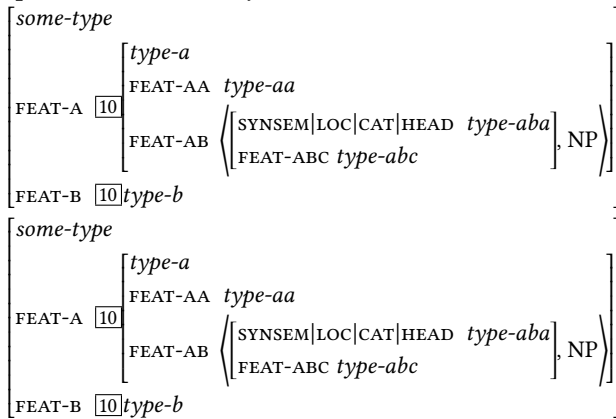 some-type
type-a
FEAT-AA type-aa
FEAT-A 10
SYNSEM|LOC|CAT|HEAD type-aba
FEAT-AB ⟨ , NP⟩
FEAT-ABC type-abc
FEAT-B 10 type-b
some-type
type-a
FEAT-AA type-aa
FEAT-A 10
SYNSEM|LOC|CAT|HEAD type-aba
FEAT-AB ⟨ , NP⟩
FEAT-ABC type-abc
FEAT-B 10 type-b